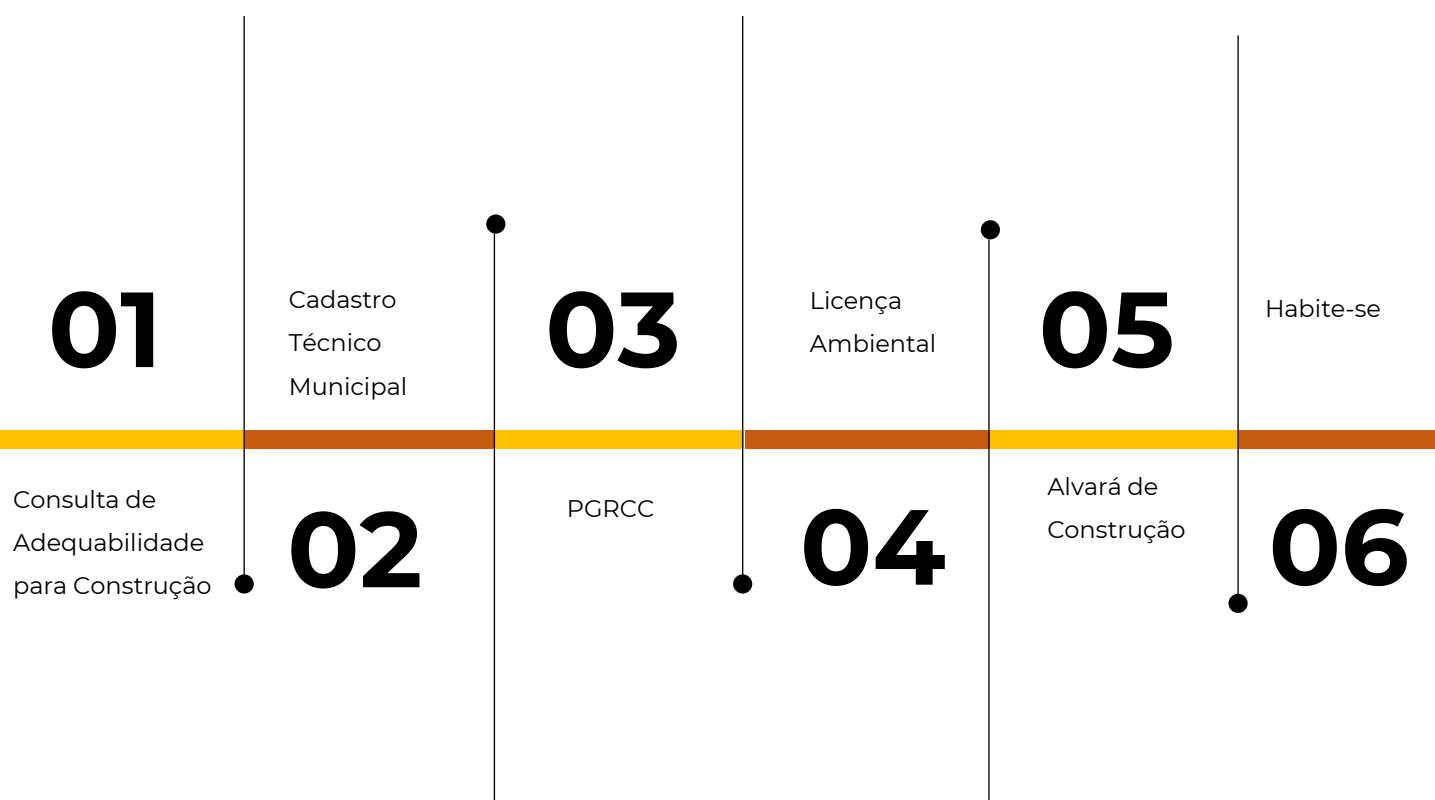 01
Consulta de
Adequabilidade
para Construção
Cadastro
Técnico
Municipal
02
03
PGRCC
Licença
Ambiental
04
05
Alvará de
Construção
Habite-se
06